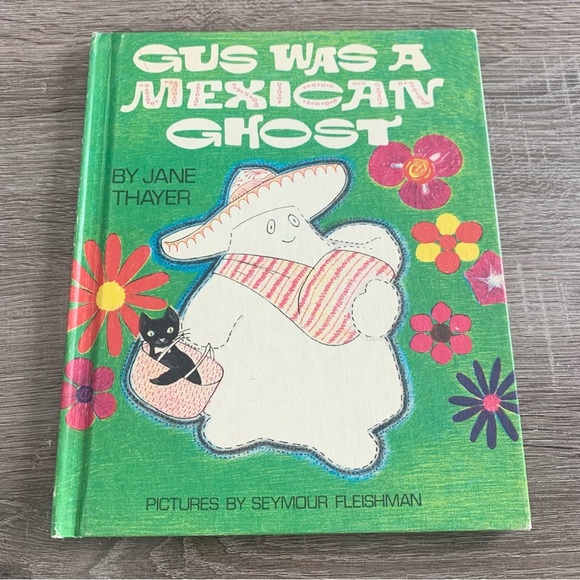 GUS WAS A
MEXICAN
GHOST
BY JANE
THAYER
PICTURES BY SEYMOUR FLEISHMAN